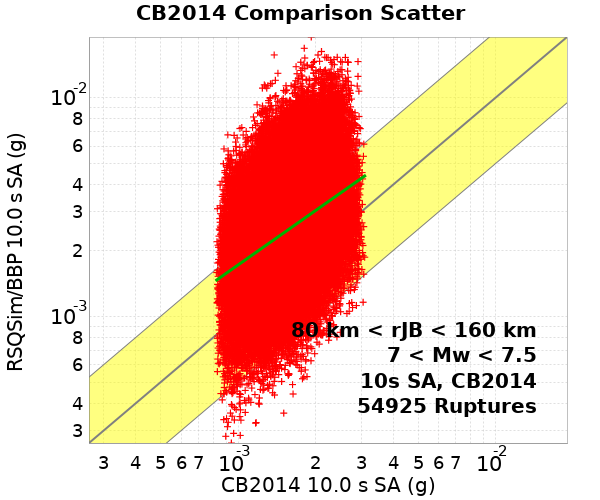 CB2014 Comparison Scatter
RSQSim/BBP 10.0 s SA (g)
10-2
8
6
4
3
2
10-3
8
6
4
3
80 km < rJB < 160 km
7 < Mw < 7.5
10s SA, CB2014
54925 Ruptures
3 4 5 6 7 10-3 2 3 4 5 6 7 10-2
CB2014 10.0 s SA (g)